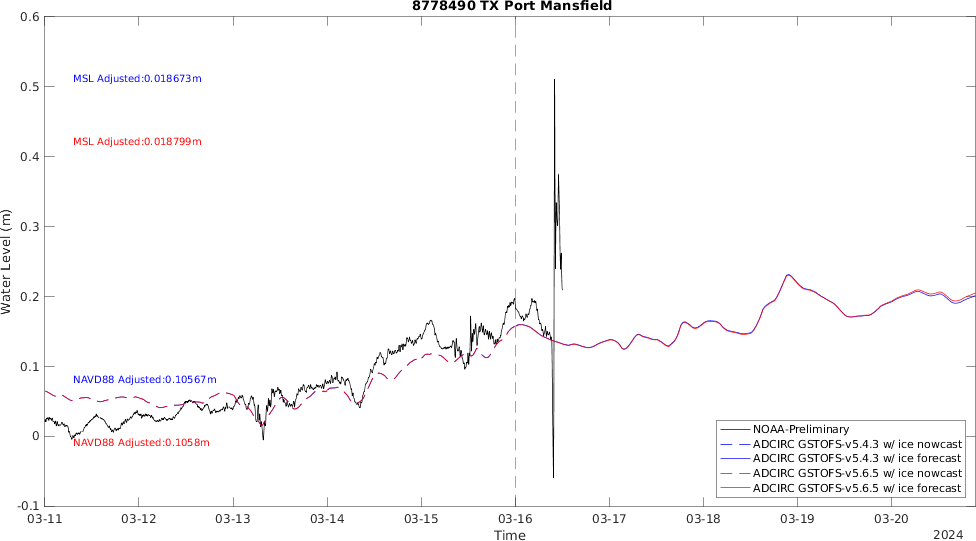 8778490 TX Port Mansfield
0.6
0.5
0.4
0.3
0.2
0.1
0
-0.1
Water Level (m)
MSL Adjusted:0.018673m
MSL Adjusted:0.018799m
NAVD88 Adjusted:0.10567m
NAVD88 Adjusted:0.1058m
NOAA-Preliminary
ADCIRC GSTOFS-v5.4.3 w/ ice nowcast
ADCIRC GSTOFS-v5.4.3 w/ ice forecast
ADCIRC GSTOFS-v5.6.5 w/ ice nowcast
ADCIRC GSTOFS-v5.6.5 w/ ice forecast
03-11 03-12 03-13 03-14 03-15 03-16 03-17 03-18 03-19 03-20
Time
2024